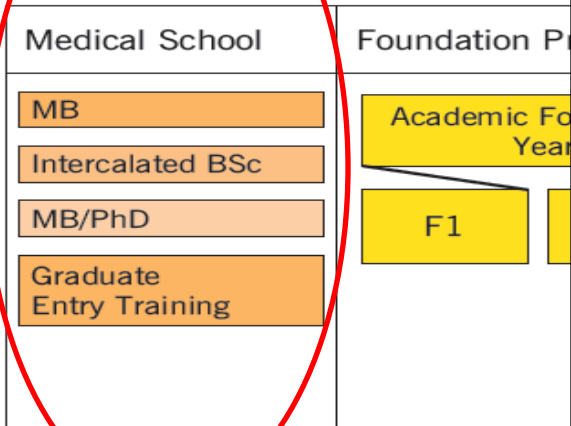 Medical School
MB
Intercalated BSc
MB/PhD
Graduate
Entry Training
Foundation
Academic
F1